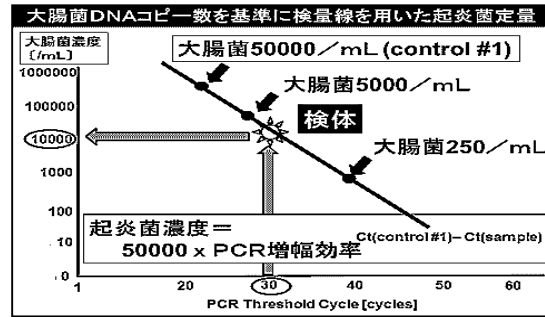 大腸菌DNAコピー数を基準に検量線を用いた起炎菌定量
大腸菌濃度
[/mL]
大腸菌50000/mL (control #1)
大腸菌5000/mL
検体
大腸菌250/mL
1000000
100000
10000
1000
100
10
0
起炎菌濃度=
50000 x PCR増幅効率
Ct(control #1)-Ct(sample)
1
20
30
40
50
60
PCR Threshold Cycle [cycles]